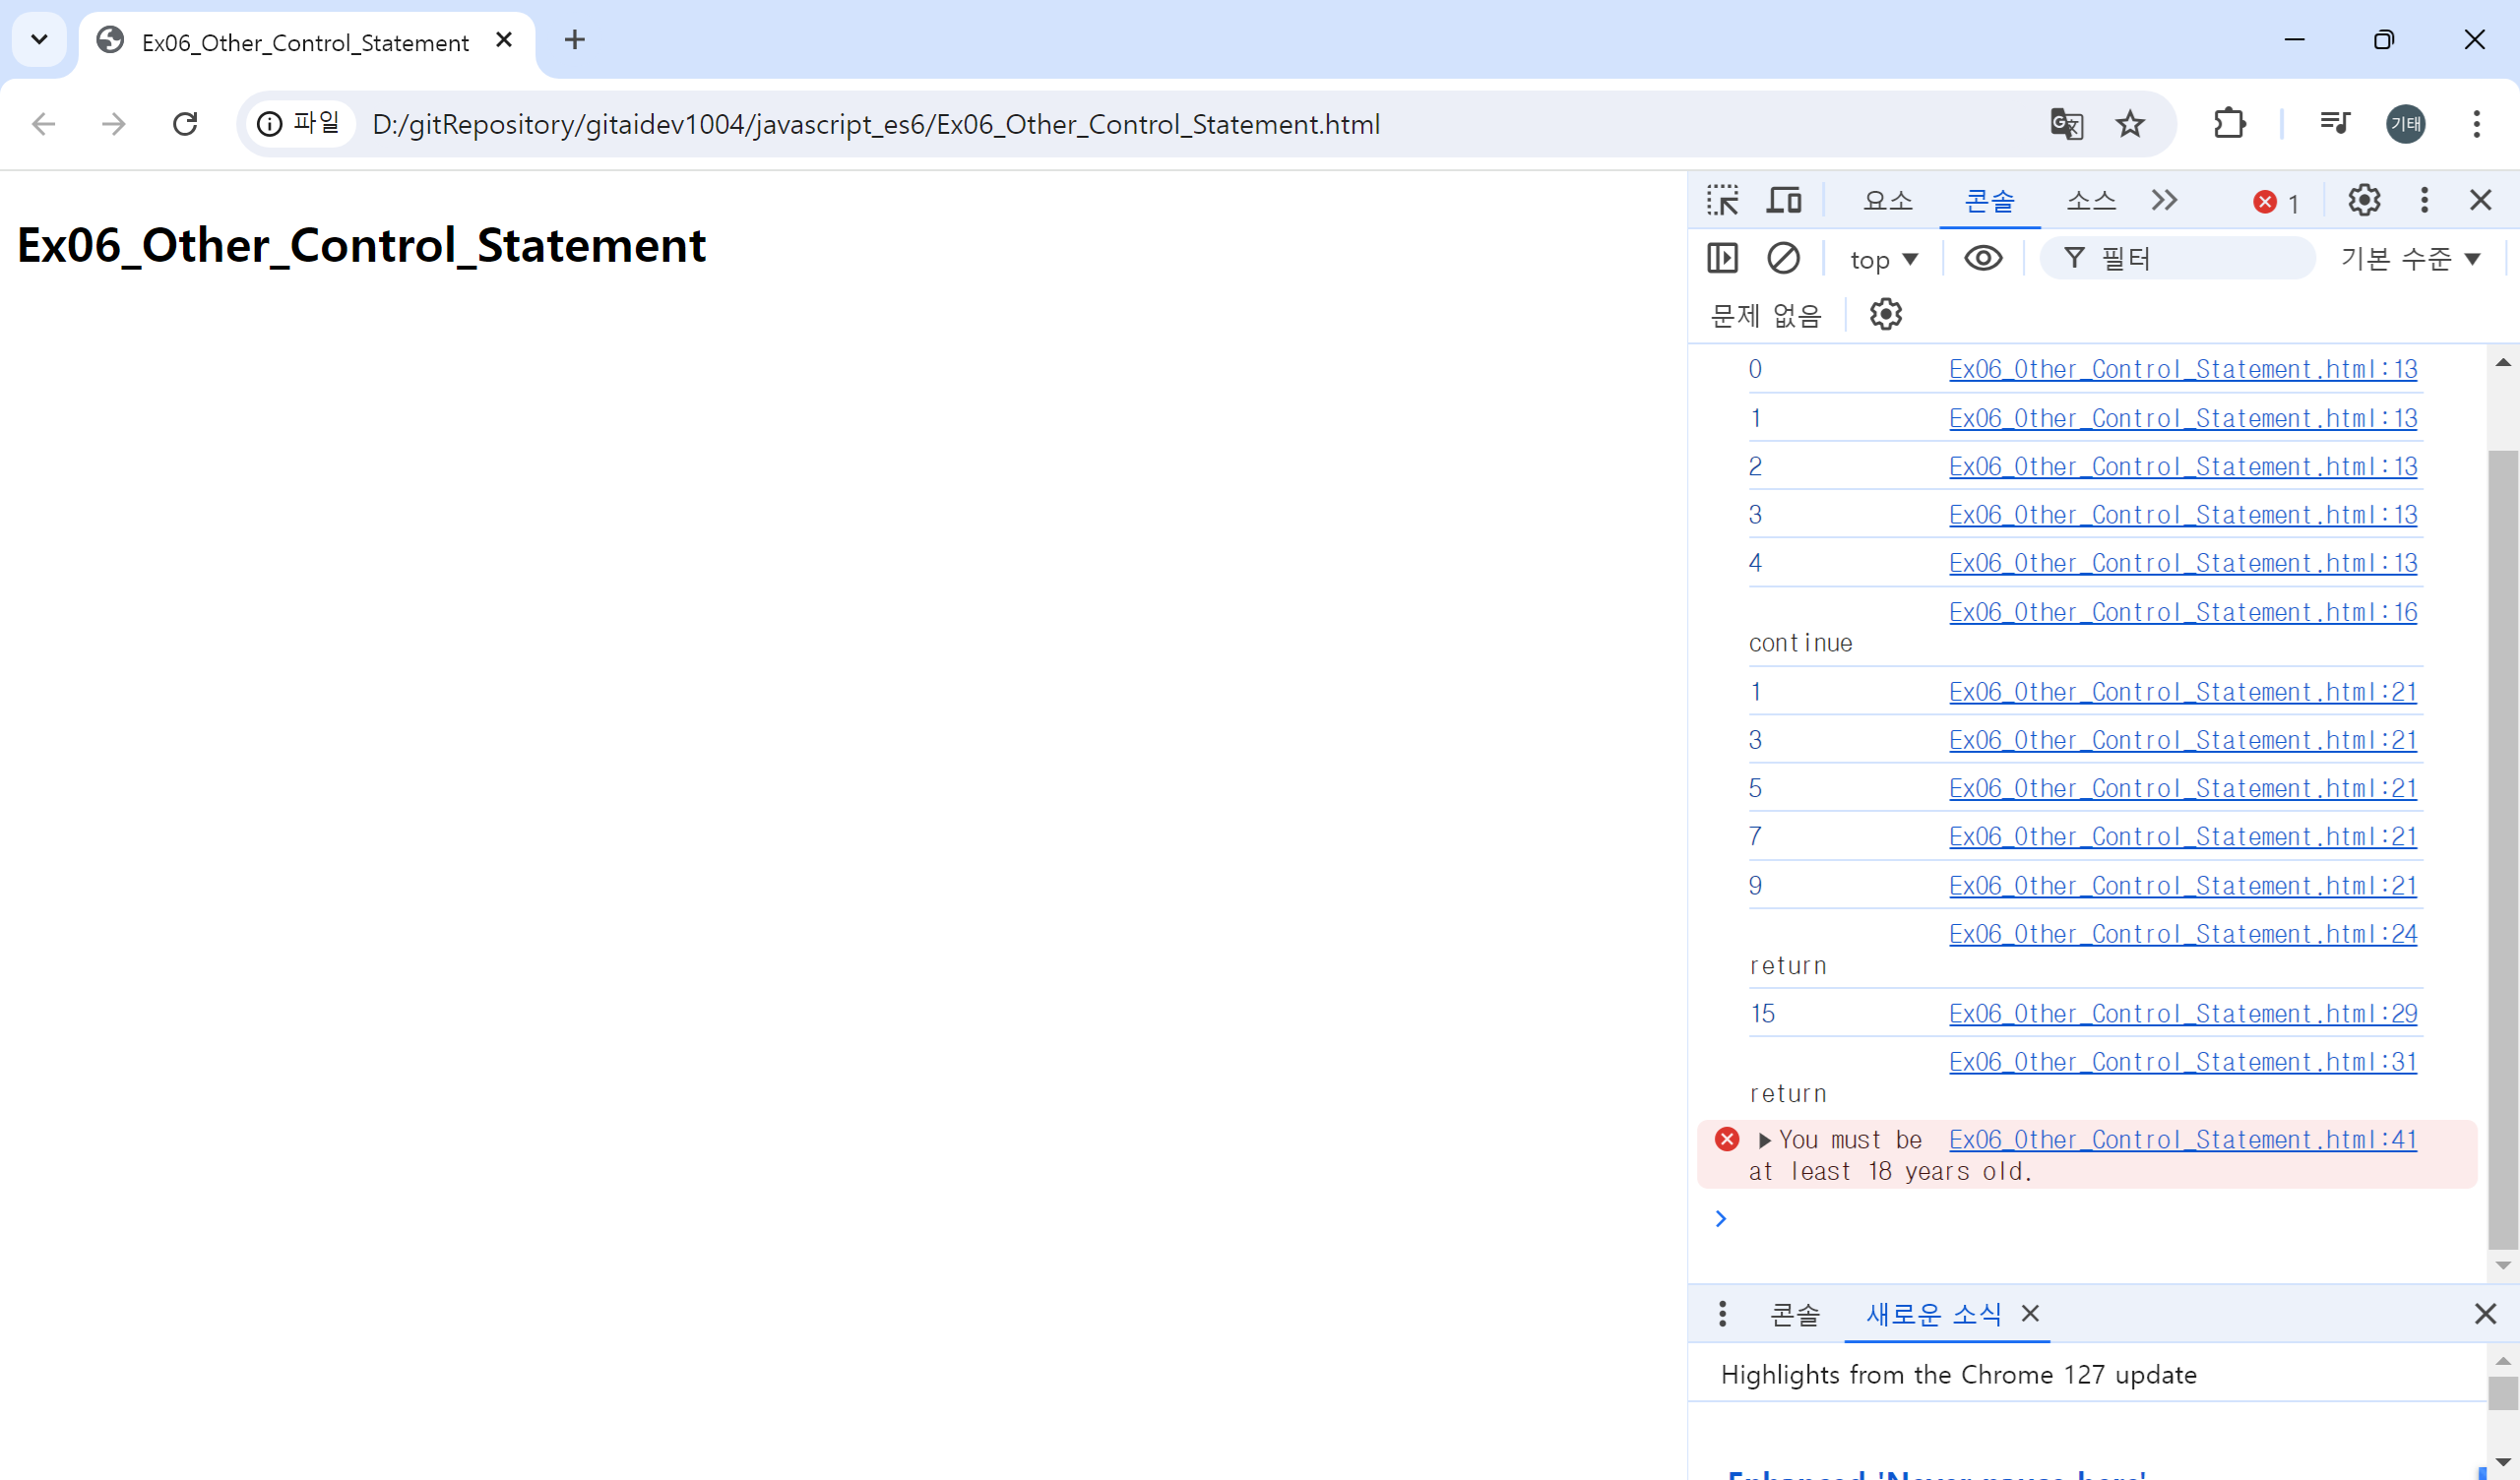 Ex06_Other_Control_Statement
파일 D:/gitRepository/gitaidev1004/javascript_es6/Ex06_Other_Control_Statement.html 기태
Ex06_Other_Control_Statement
요소 콘솔 소스 1
top 필터 기본 수준
문제 없음
0 Ex06_Other_Control_Statement.html:13
1 Ex06_Other_Control_Statement.html:13
2 Ex06_Other_Control_Statement.html:13
3 Ex06_Other_Control_Statement.html:13
4 Ex06_Other_Control_Statement.html:13
Ex06_Other_Control_Statement.html:16
continue
1 Ex06_Other_Control_Statement.html:21
3 Ex06_Other_Control_Statement.html:21
5 Ex06_Other_Control_Statement.html:21
7 Ex06_Other_Control_Statement.html:21
9 Ex06_Other_Control_Statement.html:21
Ex06_Other_Control_Statement.html:24
return
15 Ex06_Other_Control_Statement.html:29
Ex06_Other_Control_Statement.html:31
return
You must be Ex06_Other_Control_Statement.html:41
at least 18 years old.
콘솔 새로운 소식
Highlights from the Chrome 127 update
Enhanced 'Never pause here'